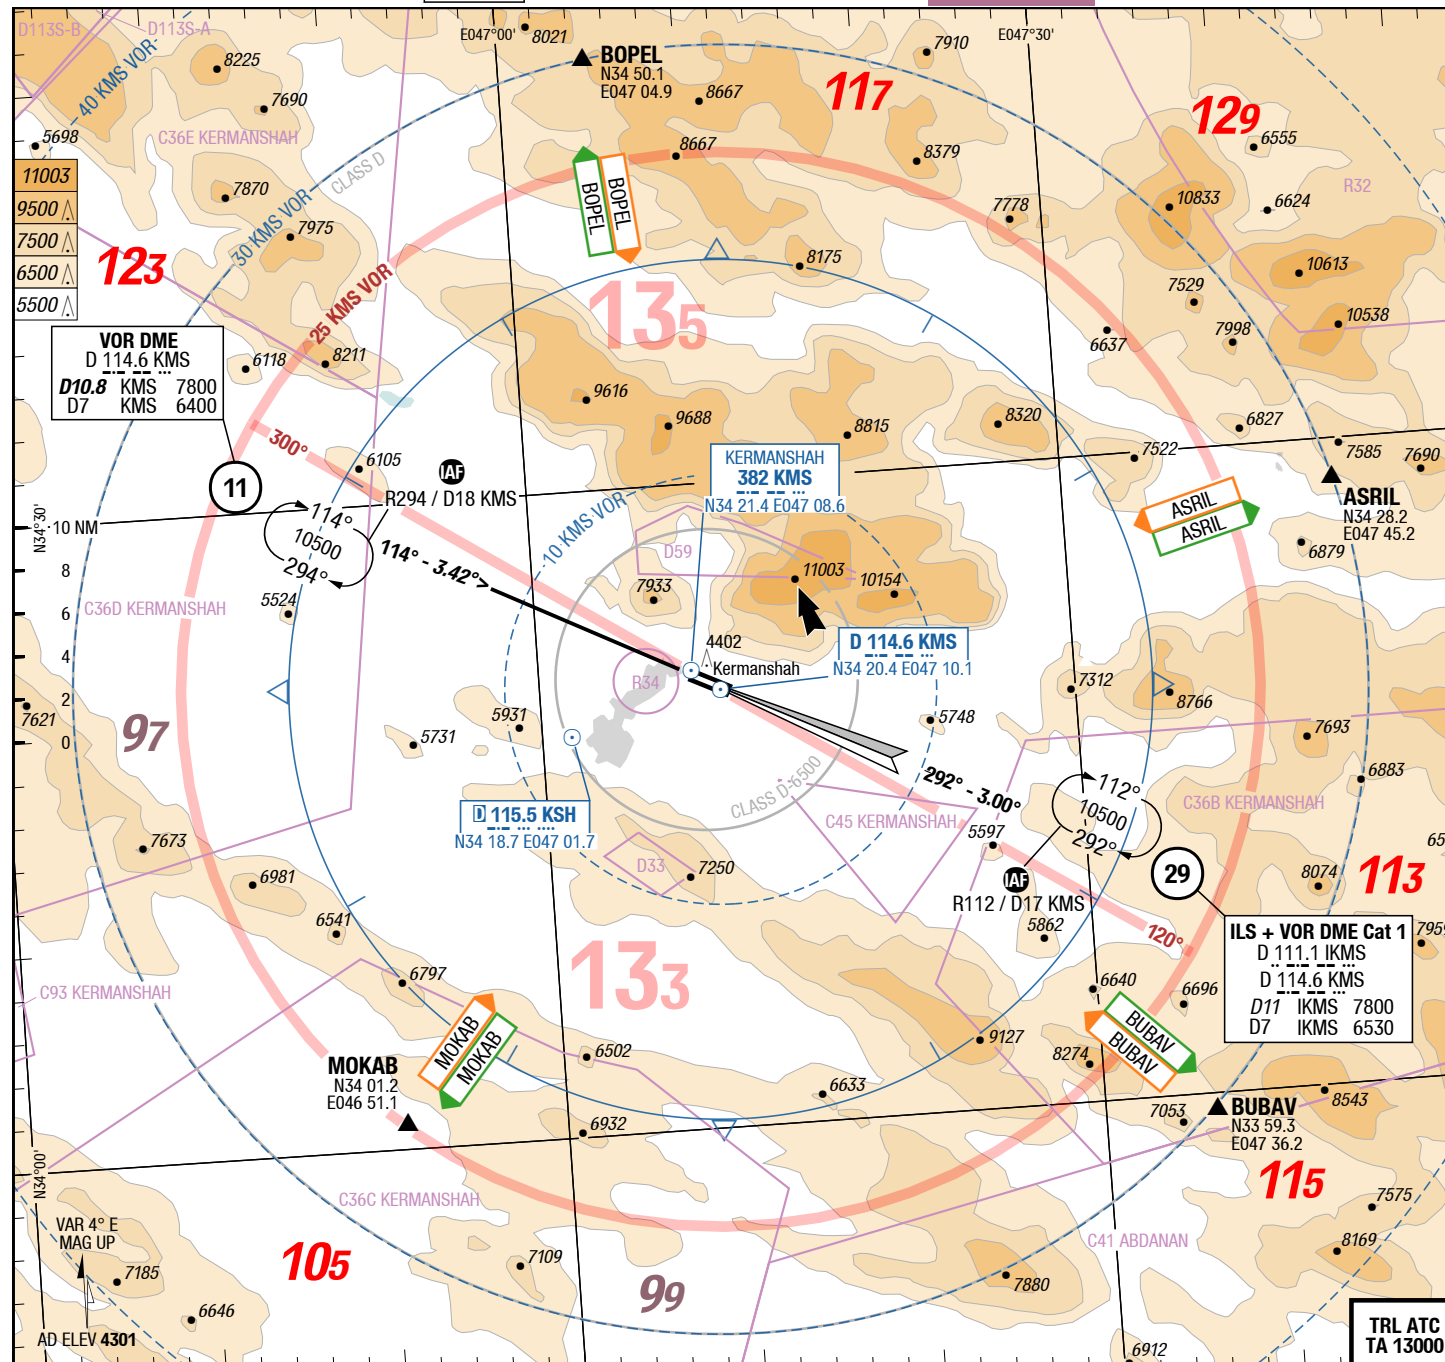 D113S-B
D113S-A
40 KMS VOR
8225
7690
5698
C36E KERMANSHAH
CLASS D
E047°00'
8021
BOPEL
N34 50.1
E047 04.9
8667
8667
117
7910
8379
E047°30'
129
6555
R32
6624
10833
7778
11003
9500
7500
6500
5500
7870
7975
30 KMS VOR
123
25 KMS VOR
BOPEL
BOPEL
8175
135
10613
7529
10538
7998
6637
VOR DME
D 114.6 KMS
D10.8 KMS 7800
D7 KMS 6400
6118
8211
9616
9688
8815
8320
6827
7522
7585
7690
300°
6105
IAF
R294 / D18 KMS
11
KERMANSHAH
382 KMS
N34 21.4 E047 08.6
ASRIL
N34 28.2
E047 45.2
ASRIL
ASRIL
N34°30'
10 NM
8
6
4
2
0
114°
10500
294°
114° - 3.42°>
10 KMS VOR
D59
7933
11003
10154
6879
5524
C36D KERMANSHAH
4402
Kermanshah
D 114.6 KMS
N34 20.4 E047 10.1
R34
7312
8766
7621
97
5931
5731
5748
7693
6883
D 115.5 KSH
N34 18.7 E047 01.7
CLASS D-6500
292° - 3.00°
112°
10500
292°
C36B KERMANSHAH
C45 KERMANSHAH
5597
7673
6981
D33
7250
IAF
R112 / D17 KMS
29
8074
113
65
6541
5862
120°
ILS + VOR DME Cat 1
D 111.1 IKMS
D 114.6 KMS
D11 IKMS 7800
D7 IKMS 6530
795
6797
133
C93 KERMANSHAH
6640
6696
MOKAB
MOKAB
BUBAV
BUBAV
9127
8274
MOKAB
N34 01.2
E046 51.1
6502
6633
6932
7053
BUBAV
N33 59.3
E047 36.2
8543
N34°00'
115
C36C KERMANSHAH
VAR 4° E
MAG UP
7185
6646
105
AD ELEV 4301
7109
99
7880
C41 ABDANAN
7575
8169
6912
TRL ATC
TA 13000